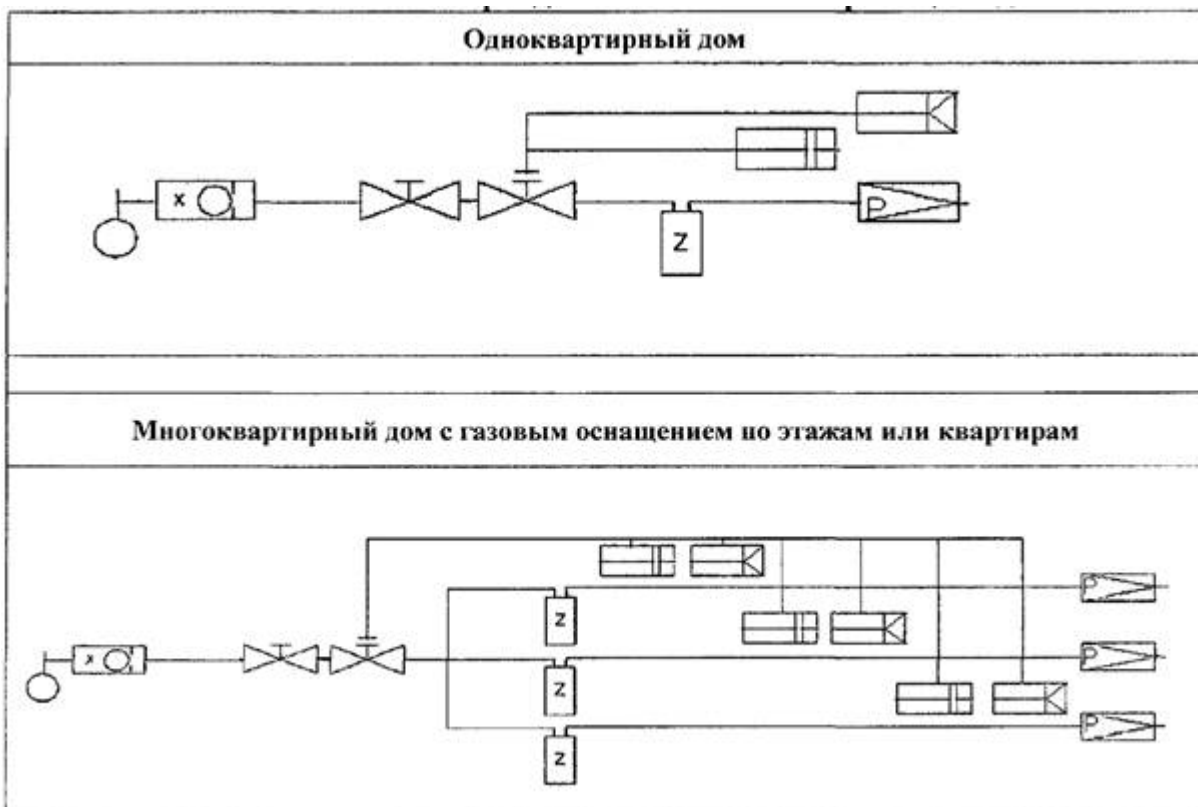 Одноквартирный дом
x
P
Z
Многоквартирный дом с газовым оснащением по этажам или квартирам
P
Z
x
P
Z
P
Z